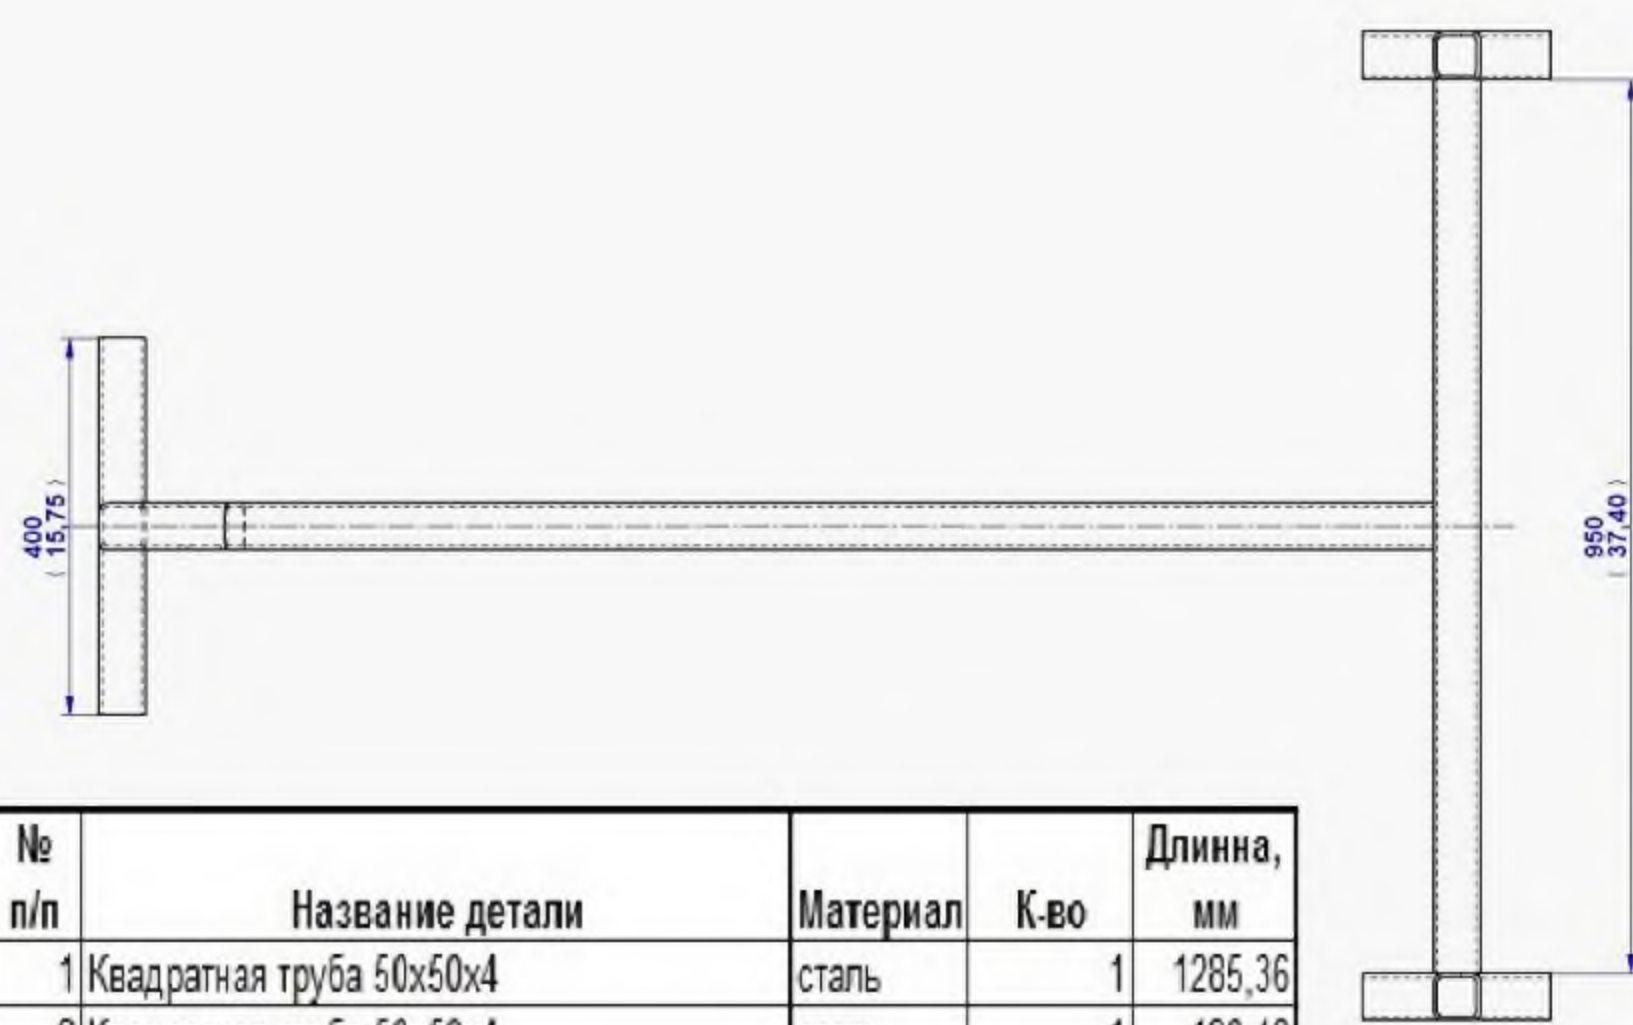 400
( 15,75 )
950
( 37,40 )
№ п/п Название детали Материал К-во Длинна, мм
1 Квадратная труба 50х50х4 сталь 1 1285,36